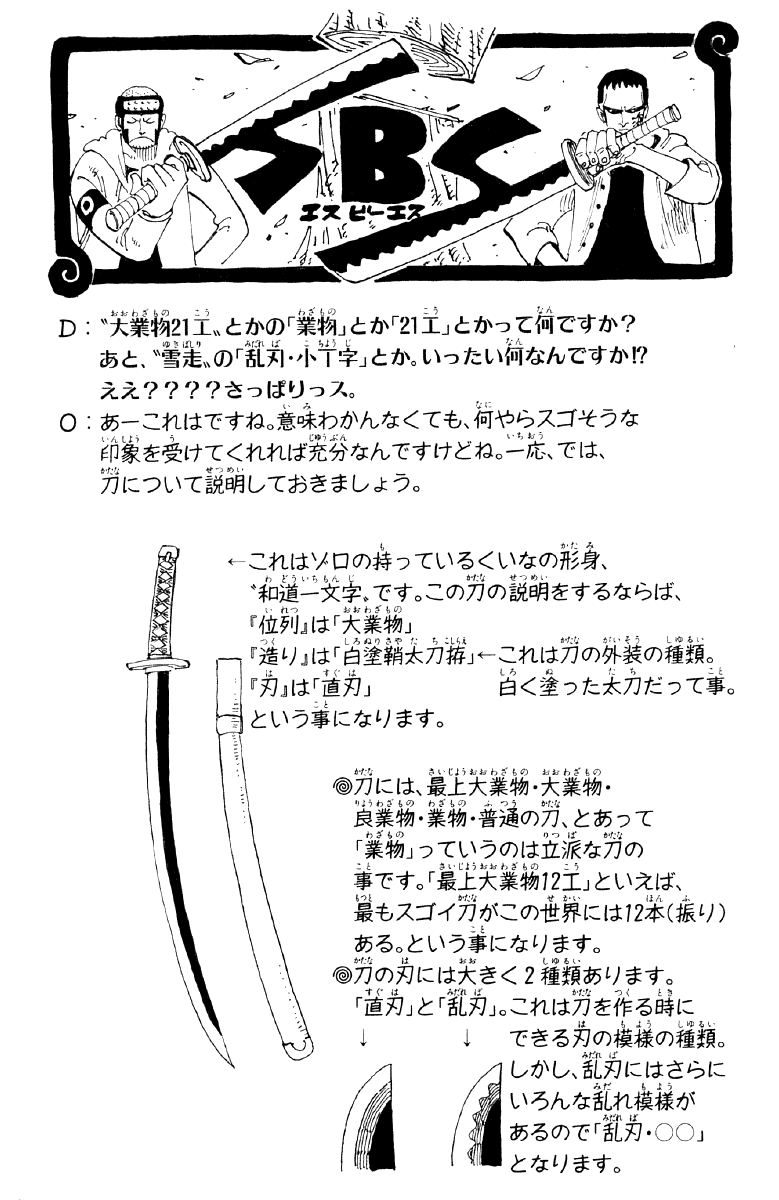 SBS
エス ビーエス
D:〝大業物21工〟とかの「業物」とか「21工」とかって何ですか?
あと、〝雪走〟の「乱刃・小丁字」とか。いったい何なんですか!?
ええ????さっぱりっス。
O:あーこれはですね。意味わかんなくても、何やらスゴそうな
印象を受けてくれれば充分なんですけどね。一応、では、
刀について説明しておきましょう。
←これはゾロの持っているくいなの形身、
〝和道一文字〟です。この刀の説明をするならば、
『位列』は「大業物」
『造り』は「白塗鞘太刀拵」←これは刀の外装の種類。
白く塗った太刀だって事。
『刃』は「直刃」
という事になります。
刀には、最上大業物・大業物・
良業物・業物・普通の刀、とあって
「業物」っていうのは立派な刀の
事です。「最上大業物12工」といえば、
最もスゴイ刀がこの世界には12本(振り)
ある。という事になります。
刀の刃には大きく2種類あります。
「直刃」と「乱刃」。これは刀を作る時に
できる刃の模様の種類。
しかし、乱刃にはさらに
いろんな乱れ模様が
あるので「乱刃・○○」
となります。
↓ ↓